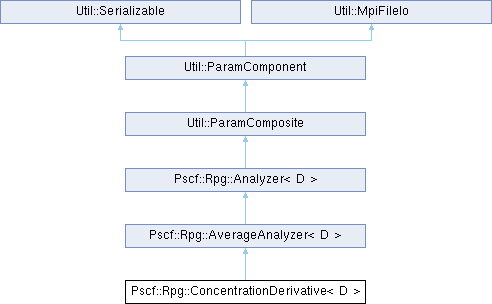 Util::Serializable
Util::MpiFileIo
Util::ParamComponent
Util::ParamComposite
Pscf::Rpg::Analyzer< D >
Pscf::Rpg::AverageAnalyzer< D >
Pscf::Rpg::ConcentrationDerivative< D >